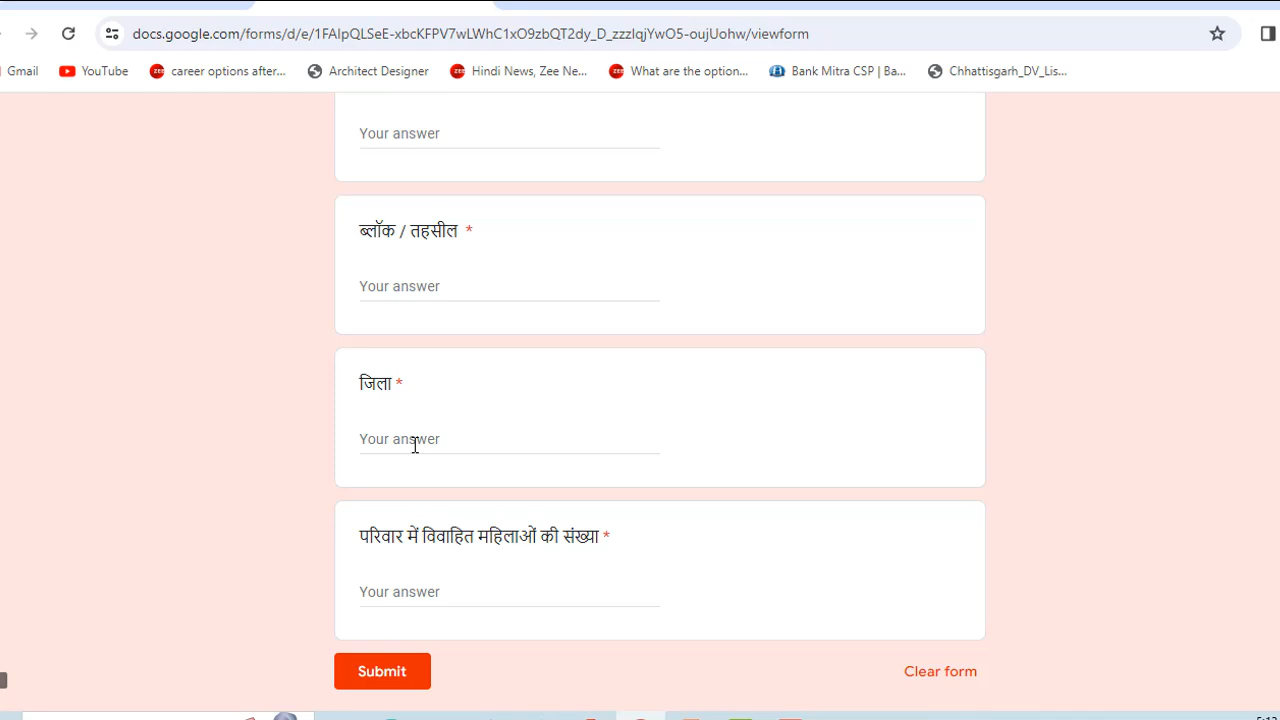 docs.google.com/forms/d/e/1FAIpQLSeE-xbcKFPV7wLWhC1xO9zbQT2dy_D_zzzIqjYwO5-oujUohw/viewform
Gmail YouTube career options after... Architect Designer Hindi News, Zee Ne... What are the option... Bank Mitra CSP | Ba... Chhattisgarh_DV_Lis...
Your answer
ब्लॉक / तहसील *
Your answer
जिला *
Your answer
परिवार में विवाहित महिलाओं की संख्या *
Your answer
Submit Clear form